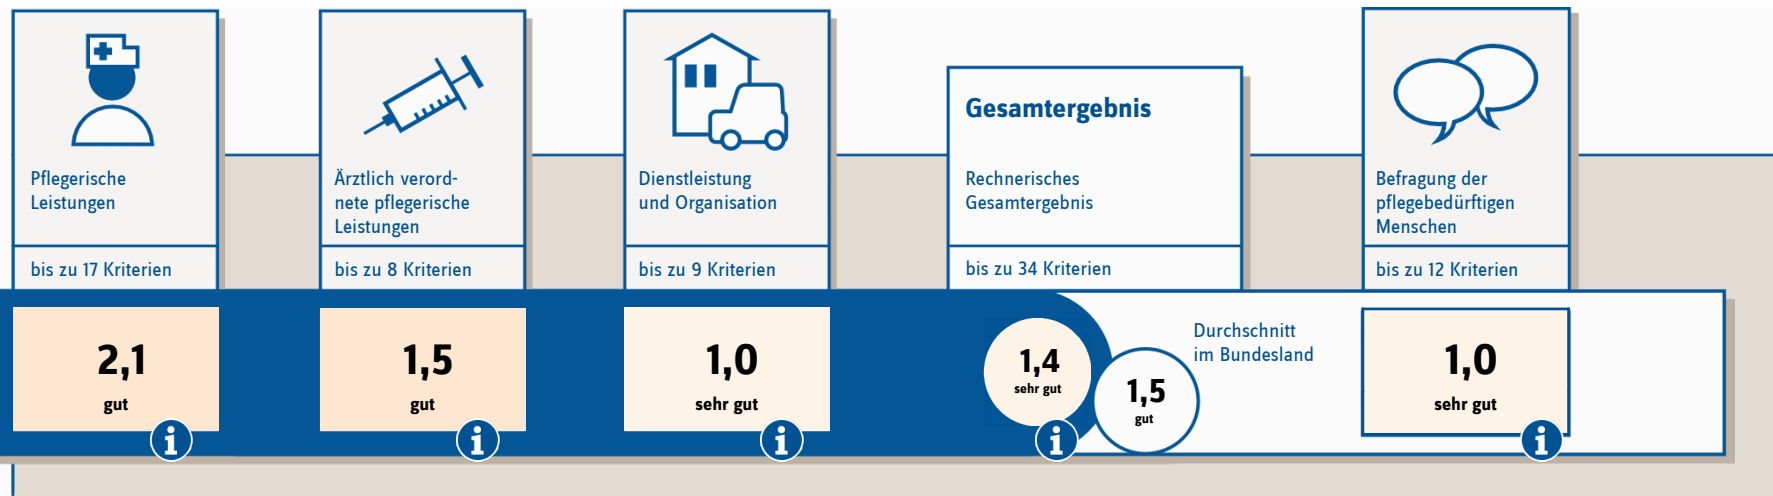 Pflegerische
Leistungen
bis zu 17 Kriterien
2,1
gut
i
Ärztlich verord-
nete pflegerische
Leistungen
bis zu 8 Kriterien
1,5
gut
i
Dienstleistung
und Organisation
bis zu 9 Kriterien
1,0
sehr gut
i
Gesamtergebnis
Rechnerisches
Gesamtergebnis
bis zu 34 Kriterien
1,4
sehr gut
i
1,5
gut
Durchschnitt
im Bundesland
Befragung der
pflegebedürftigen
Menschen
bis zu 12 Kriterien
1,0
sehr gut
i